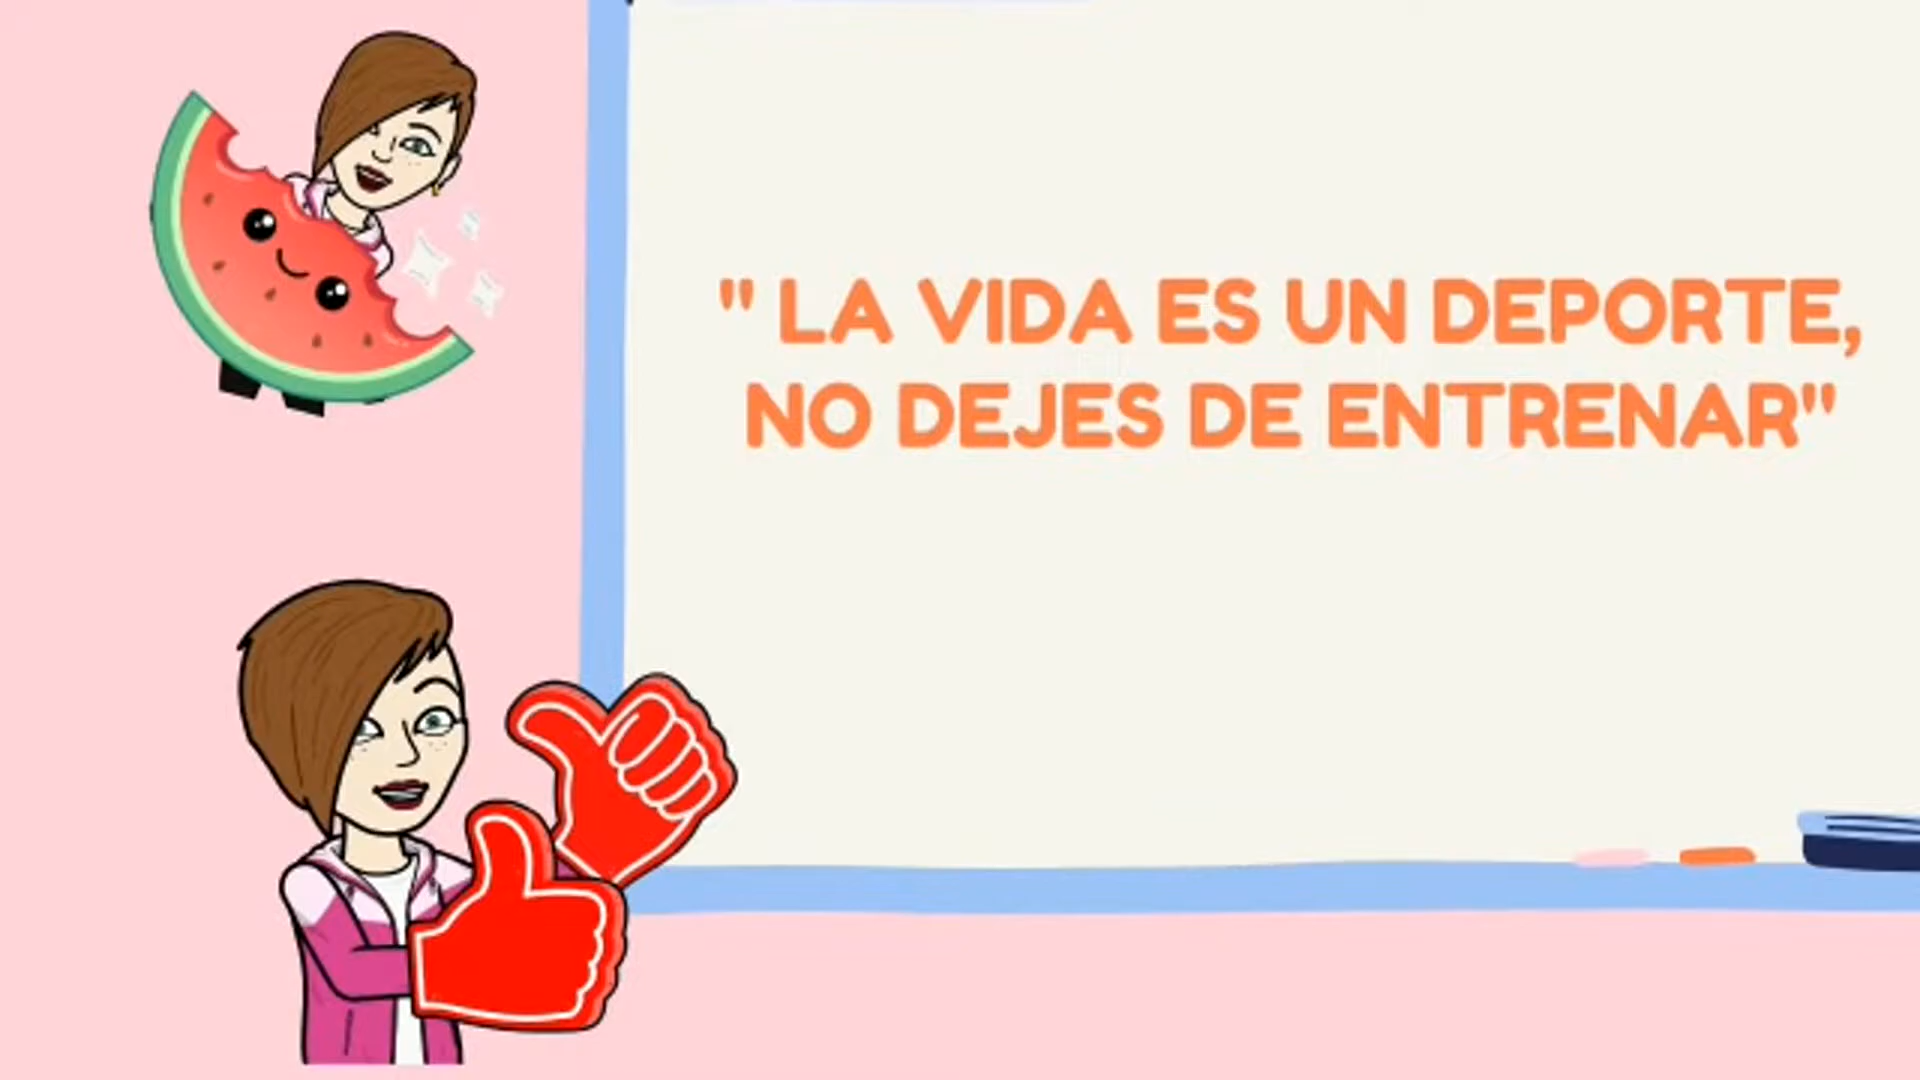 " LA VIDA ES UN DEPORTE,
NO DEJES DE ENTRENAR"